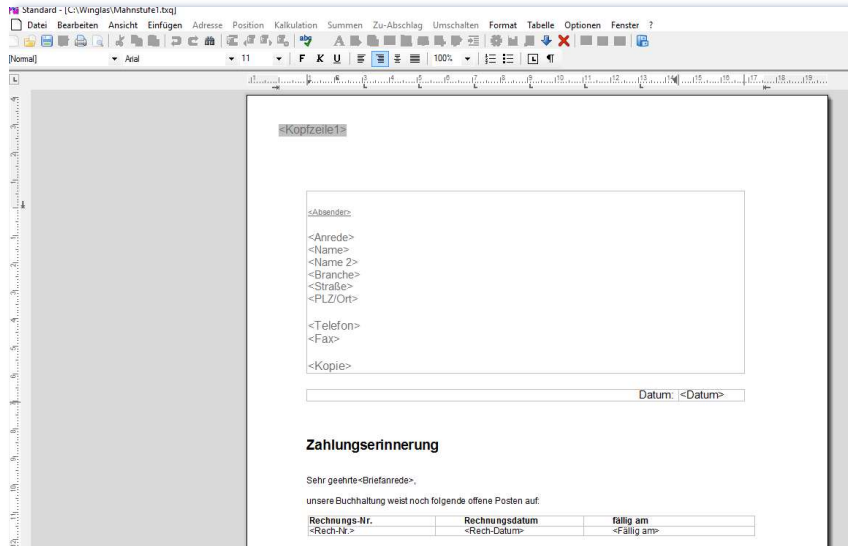 Standard - [C:\Winglas\Mahnstufe1.txq]
Datei Bearbeiten Ansicht Einfügen Adresse Position Kalkulation Summen Zu-Abschlag Umschalten Format Tabelle Optionen Fenster ?
[Nomal] Arial 11 F K U 100%
<Kopfzeile1>
<Absender>
<Anrede>
<Name>
<Name 2>
<Branche>
<Straße>
<PLZ/Ort>
<Telefon>
<Fax>
<Kopie>
Datum: <Datum>
Zahlungserinnerung
Sehr geehrte<Briefanrede>,
unsere Buchhaltung weist noch folgende offene Posten auf:
Rechnungs-Nr. Rechnungsdatum fällig am
<Rech-Nr.> <Rech-Datum> <Fällig am>